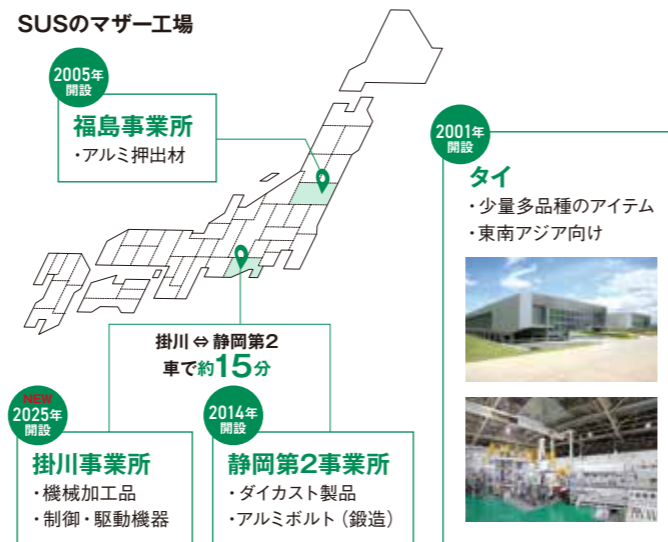 SUSのマザー工場
2005年
開設
福島事業所
・アルミ押出材
2001年
開設
タイ
・少量多品種のアイテム
・東南アジア向け
掛川⇔静岡第2
車で約15分
NEW
2025年
開設
掛川事業所
・機械加工品
・制御・駆動機器
2014年
開設
静岡第2事業所
・ダイカスト製品
・アルミボルト（鍛造）